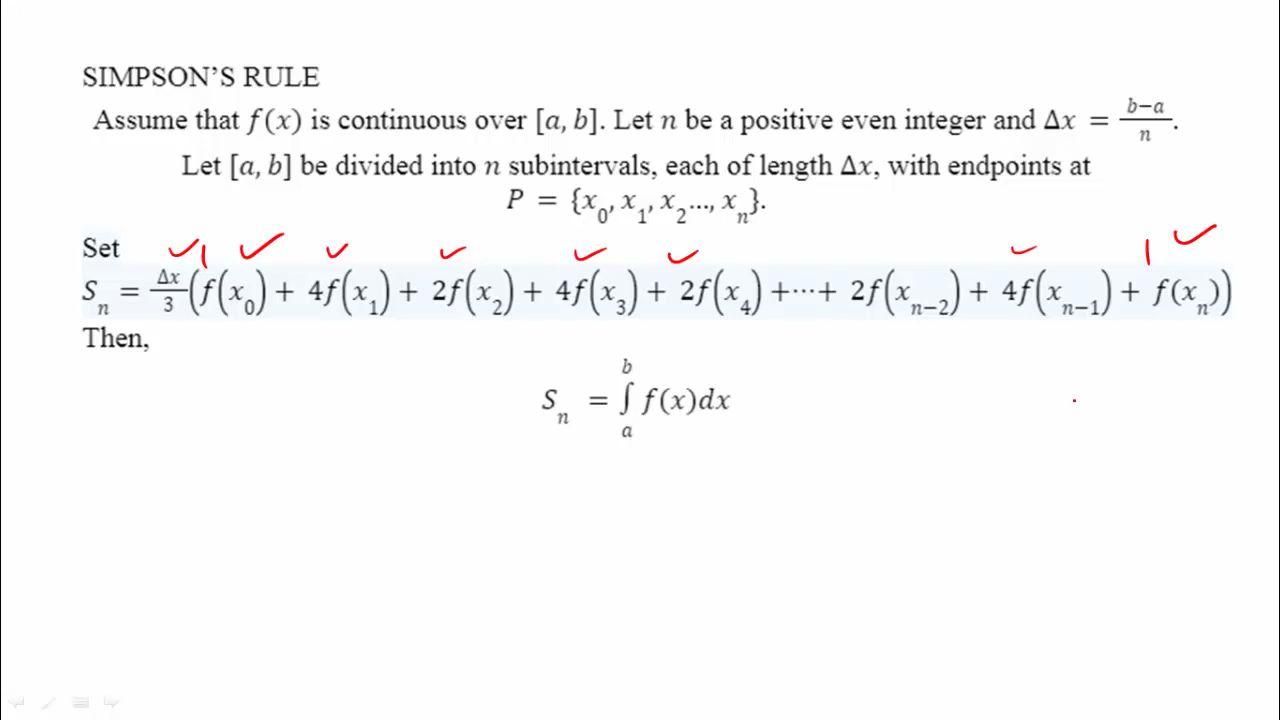 SIMPSON’S RULE
Assume that f(x) is continuous over [a, b]. Let n be a positive even integer and Δx = (b−a)/n.
Let [a, b] be divided into n subintervals, each of length Δx, with endpoints at
P = {x₀, x₁, x₂..., xₙ}.
Set
Sₙ = Δx/3 (f(x₀) + 4f(x₁) + 2f(x₂) + 4f(x₃) + 2f(x₄) +⋯+ 2f(xₙ₋₂) + 4f(xₙ₋₁) + f(xₙ))
Then,
Sₙ = ∫ₐᵇ f(x)dx